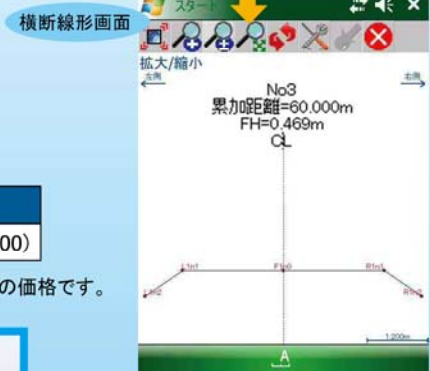 横断線形画面
スタート
拡大/縮小
左側
右側
No3
累加距離=60.000m
FH=0.469m
CL
L1n1
F1n0
R1n1
L1n2
R1n2
00)
の価格です。
1.200m
A